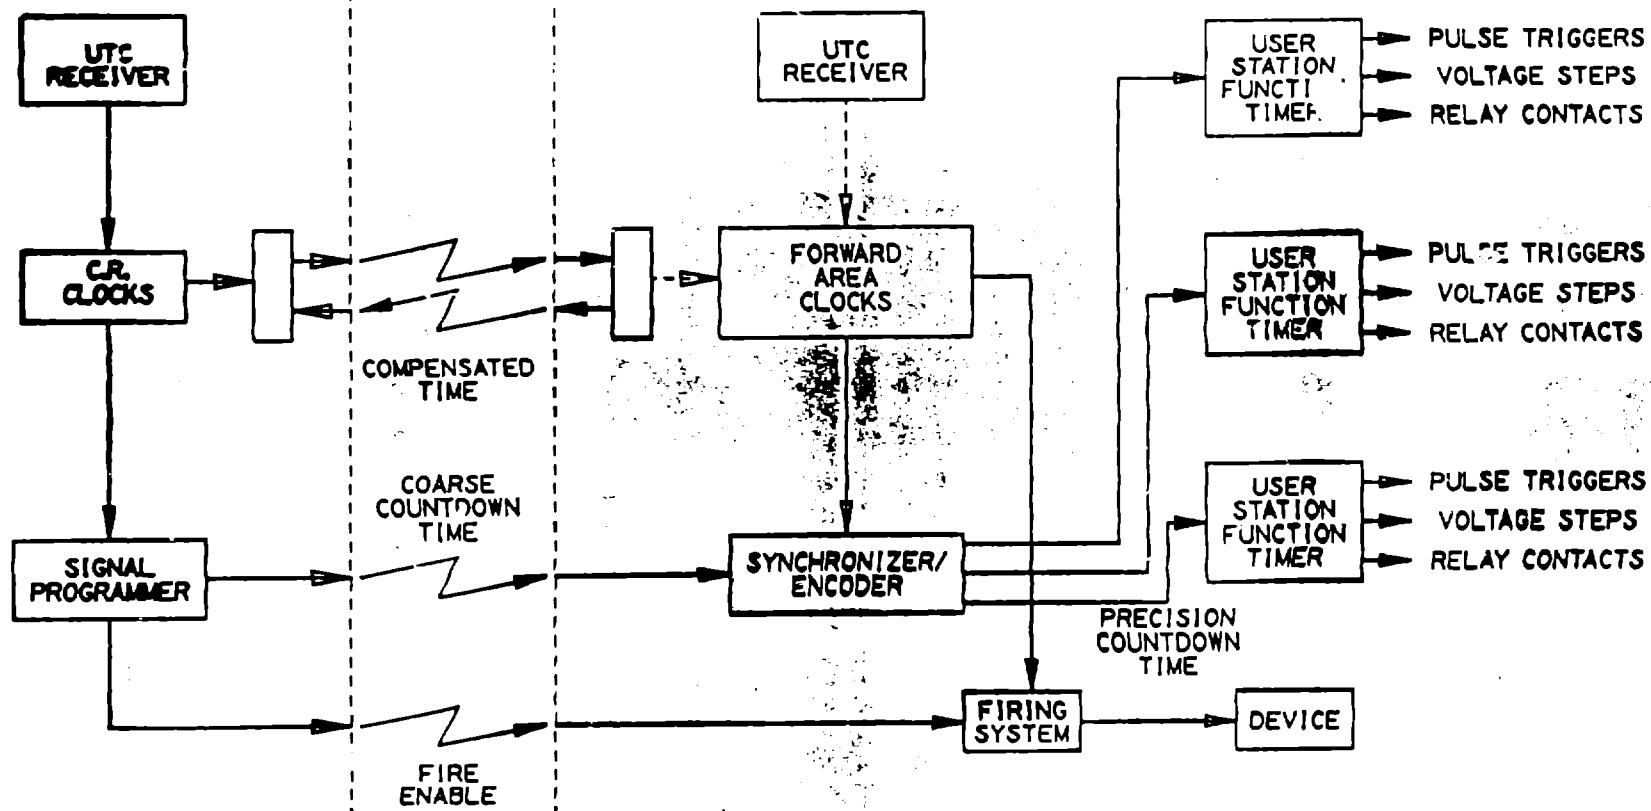 UTC
RECEIVER
UTC
RECEIVER
USER
STATION
TIMER
PULSE TRIGGERS
VOLTAGE STEPS
RELAY CONTACTS
C.R.
CLOCKS
FORWARD
AREA
CLOCKS
USER
STATION
FUNCTION
TIMER
PULSE TRIGGERS
VOLTAGE STEPS
RELAY CONTACTS
COMPENSATED
TIME
COARSE
COUNTDOWN
TIME
SIGNAL
PROGRAMMER
SYNCHRONIZER/
ENCODER
USER
STATION
FUNCTION
TIMER
PULSE TRIGGERS
VOLTAGE STEPS
RELAY CONTACTS
PRECISION
COUNTDOWN
TIME
FIRING
SYSTEM
DEVICE
FIRE
ENABLE